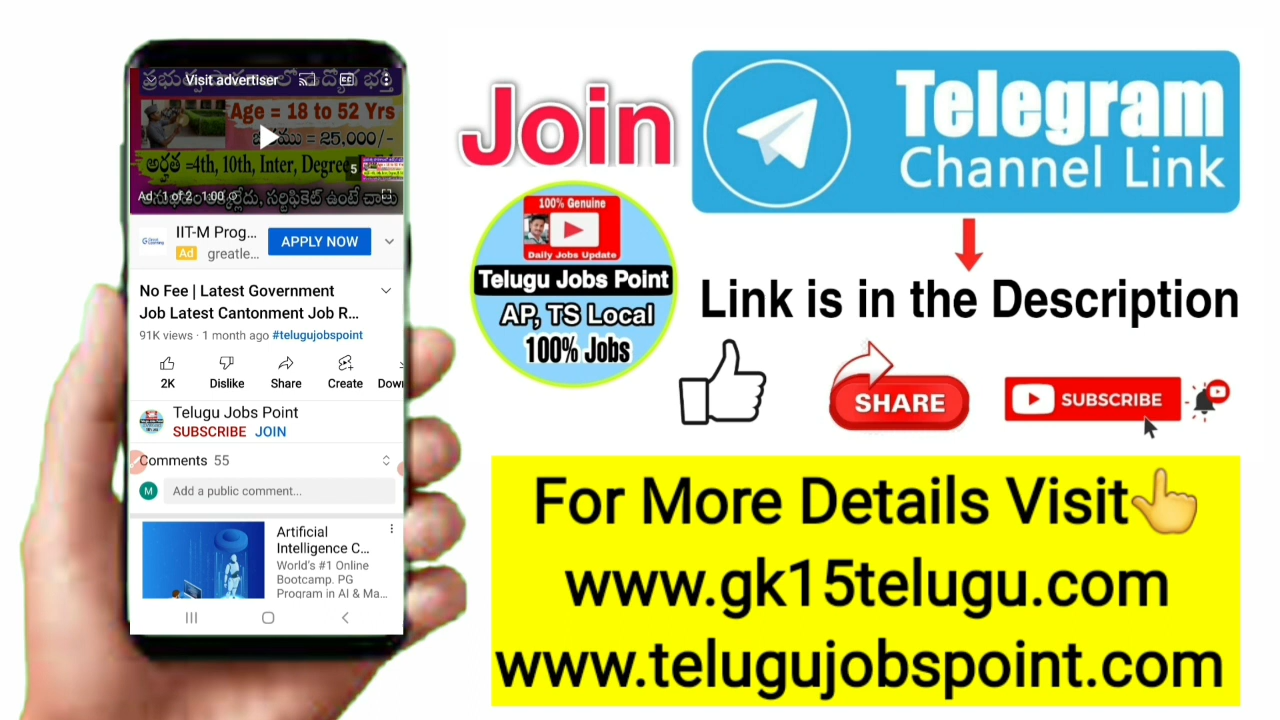 Visit advertiser
Age = 18 to 52 Yrs
=25,000/-
అర్హత =4th, 10th, Inter, Degree
5
Ad · 1 of 2 · 1:00
సర్టిఫికెట్ ఉంటే చాలు
IIT-M Prog...
APPLY NOW
Ad greatle...
No Fee | Latest Government
Job Latest Cantonment Job R...
91K views · 1 month ago #telugujobspoint
2K Dislike Share Create Down
Telugu Jobs Point
SUBSCRIBE JOIN
Comments 55
M Add a public comment...
Artificial
Intelligence C...
World's #1 Online
Bootcamp. PG
Program in AI & Ma...
Join
Telegram
Channel Link
100% Genuine
Daily Jobs Update
Telugu Jobs Point
AP, TS Local
100% Jobs
Link is in the Description
SHARE
SUBSCRIBE
For More Details Visit👆
www.gk15telugu.com
www.telugujobspoint.com